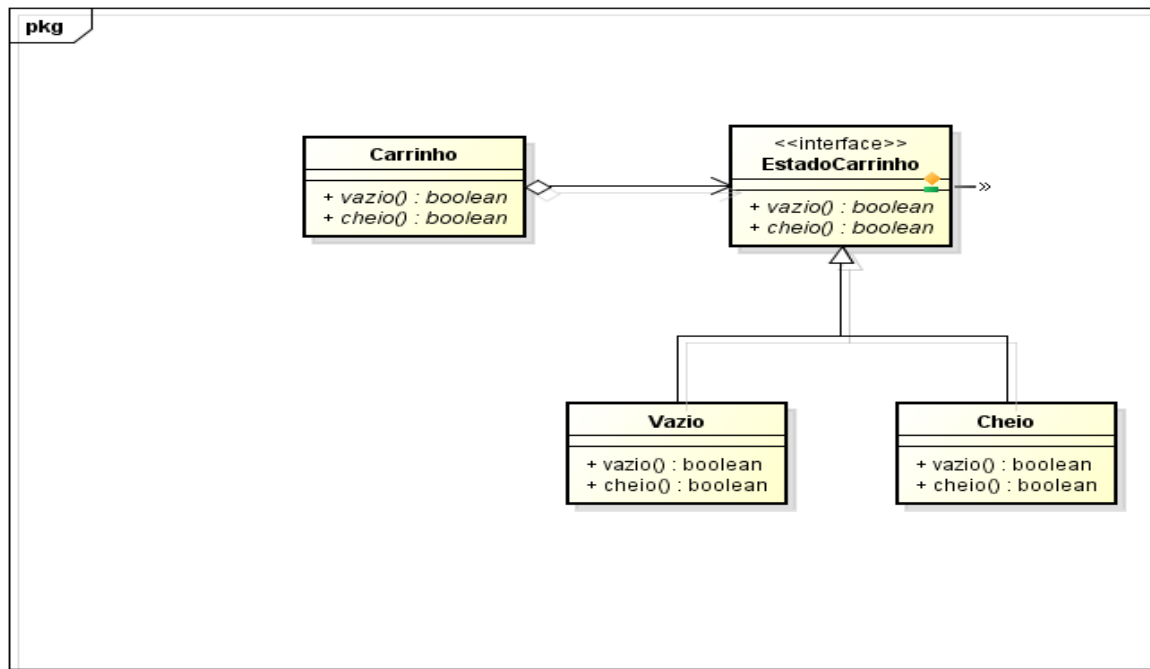 pkg
Carrinho
+ vazio() : boolean
+ cheio() : boolean
<<interface>>
EstadoCarrinho
+ vazio() : boolean
+ cheio() : boolean
Vazio
+ vazio() : boolean
+ cheio() : boolean
Cheio
+ vazio() : boolean
+ cheio() : boolean